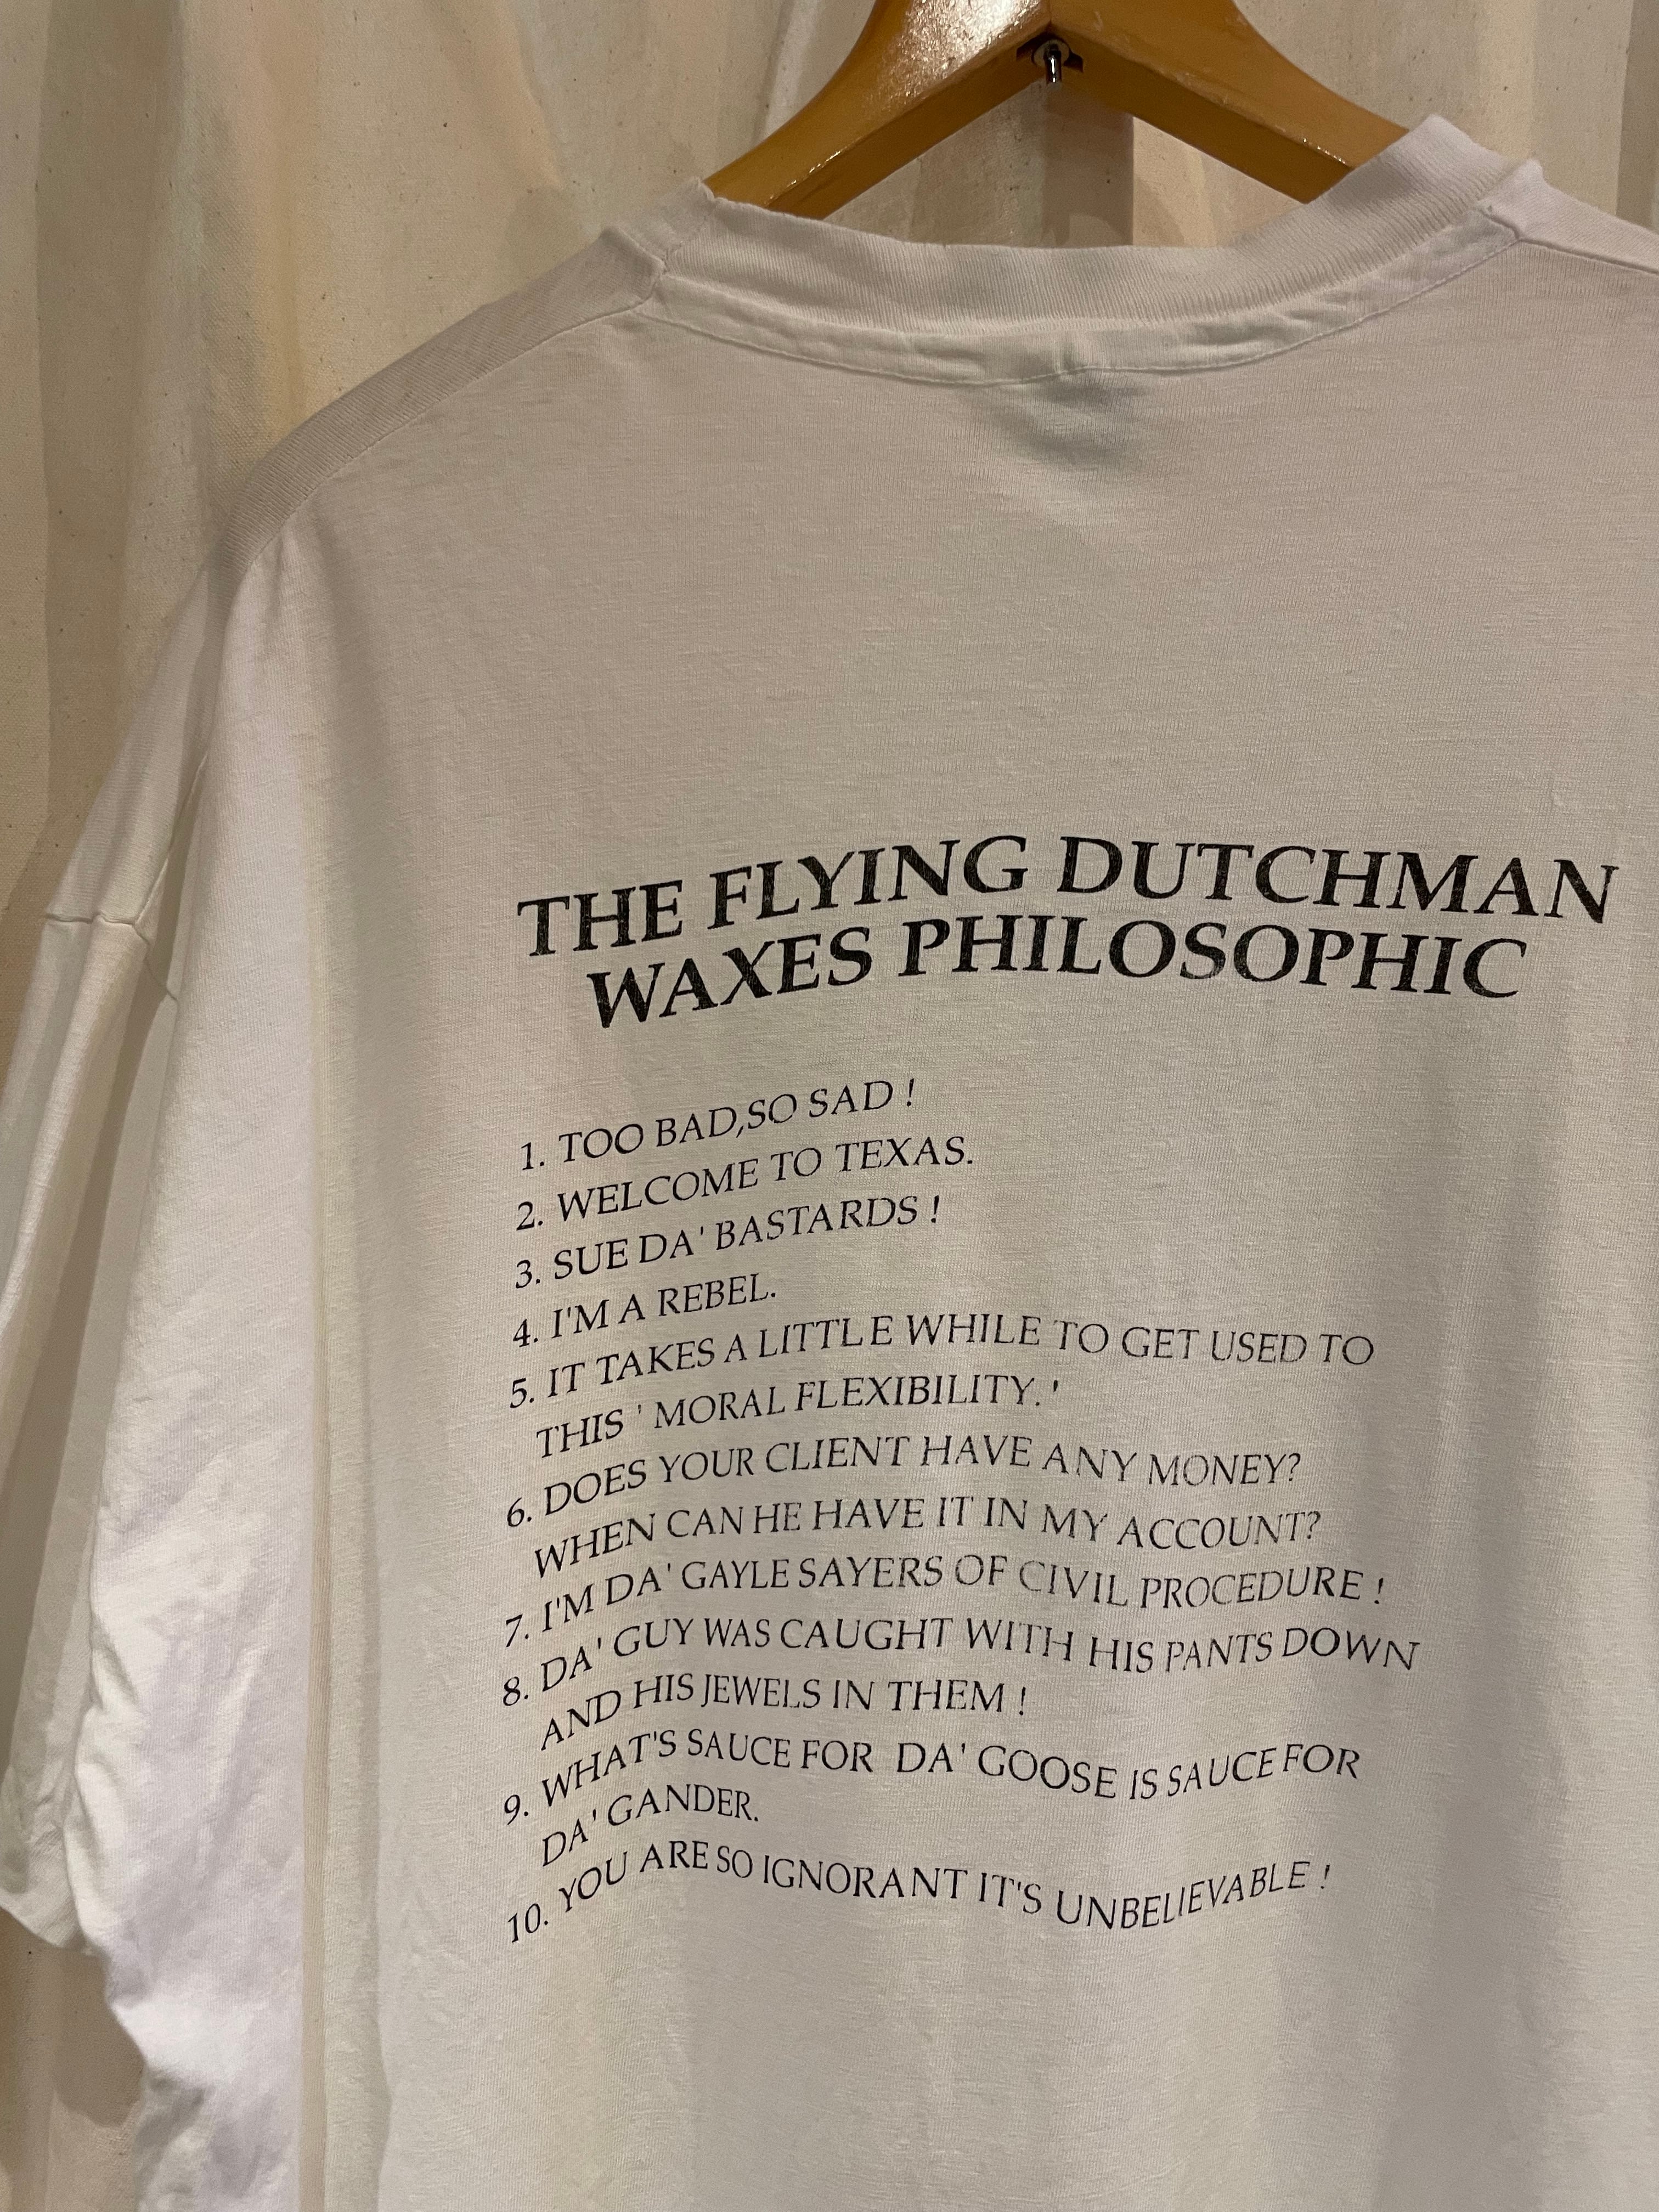 THE FLYING DUTCHMAN
WAXES PHILOSOPHIC
1. TOO BAD,SO SAD !
2. WELCOME TO TEXAS.
3. SUE DA' BASTARDS !
4. I'M A REBEL.
5. IT TAKES A LITTLE WHILE TO GET USED TO
THIS ' MORAL FLEXIBILITY. '
6. DOES YOUR CLIENT HAVE ANY MONEY?
WHEN CAN HE HAVE IT IN MY ACCOUNT?
7. I'M DA' GAYLE SAYERS OF CIVIL PROCEDURE !
8. DA' GUY WAS CAUGHT WITH HIS PANTS DOWN
AND HIS JEWELS IN THEM !
9. WHAT'S SAUCE FOR DA' GOOSE IS SAUCE FOR
DA' GANDER.
10. YOU ARE SO IGNORANT IT'S UNBELIEVABLE !